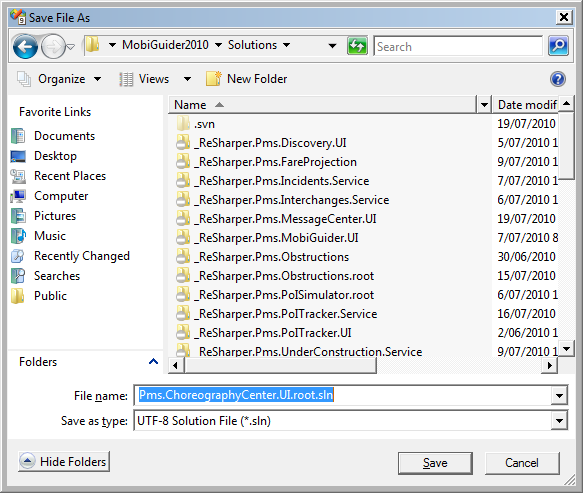 Save File As
MobiGuider2010 Solutions Search
Organize Views New Folder
Favorite Links
Documents
Desktop
Recent Places
Computer
Pictures
Music
Recently Changed
Searches
Public
Folders
Name Date modif
.svn 19/07/2010
_ReSharper.Pms.Discovery.UI 5/07/2010 1
_ReSharper.Pms.FareProjection 9/07/2010 1
_ReSharper.Pms.Incidents.Service 7/07/2010 1
_ReSharper.Pms.Interchanges.Service 6/07/2010 1
_ReSharper.Pms.MessageCenter.UI 19/07/2010
_ReSharper.Pms.MobiGuider.UI 7/07/2010 8
_ReSharper.Pms.Obstructions 30/06/2010
_ReSharper.Pms.Obstructions.root 15/07/2010
_ReSharper.Pms.PoISimulator.root 6/07/2010 1
_ReSharper.Pms.PoITracker.Service 16/07/2010
_ReSharper.Pms.PoITracker.UI 2/06/2010 1
_ReSharper.Pms.UnderConstruction.Service 9/07/2010 1
File name: Pms.ChoreographyCenter.UI.root.sln
Save as type: UTF-8 Solution File (*.sln)
Hide Folders Save Cancel